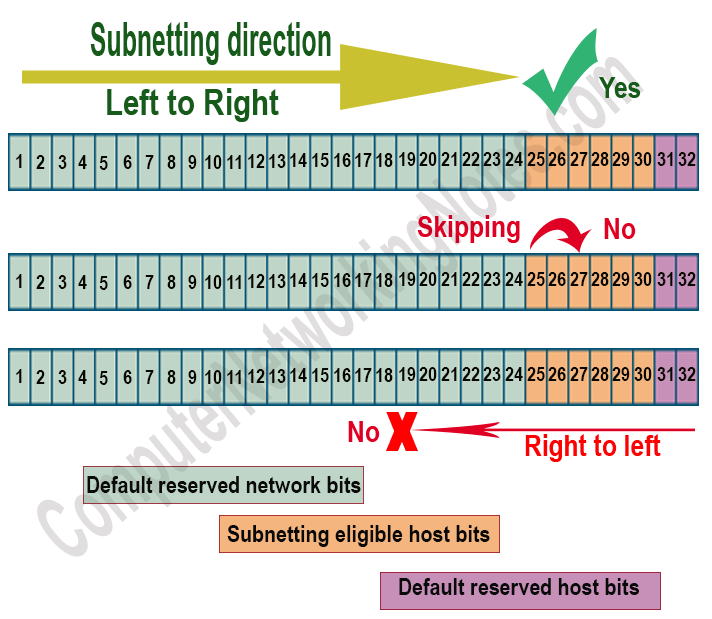 Subnetting direction
Left to Right
Yes
1 2 3 4 5 6 7 8 9 10 11 12 13 14 15 16 17 18 19 20 21 22 23 24 25 26 27 28 29 30 31 32
Skipping No
1 2 3 4 5 6 7 8 9 10 11 12 13 14 15 16 17 18 19 20 21 22 23 24 25 26 27 28 29 30 31 32
1 2 3 4 5 6 7 8 9 10 11 12 13 14 15 16 17 18 19 20 21 22 23 24 25 26 27 28 29 30 31 32
No X
Right to left
Default reserved network bits
Subnetting eligible host bits
Default reserved host bits
ComputerNetworkingNotes.com